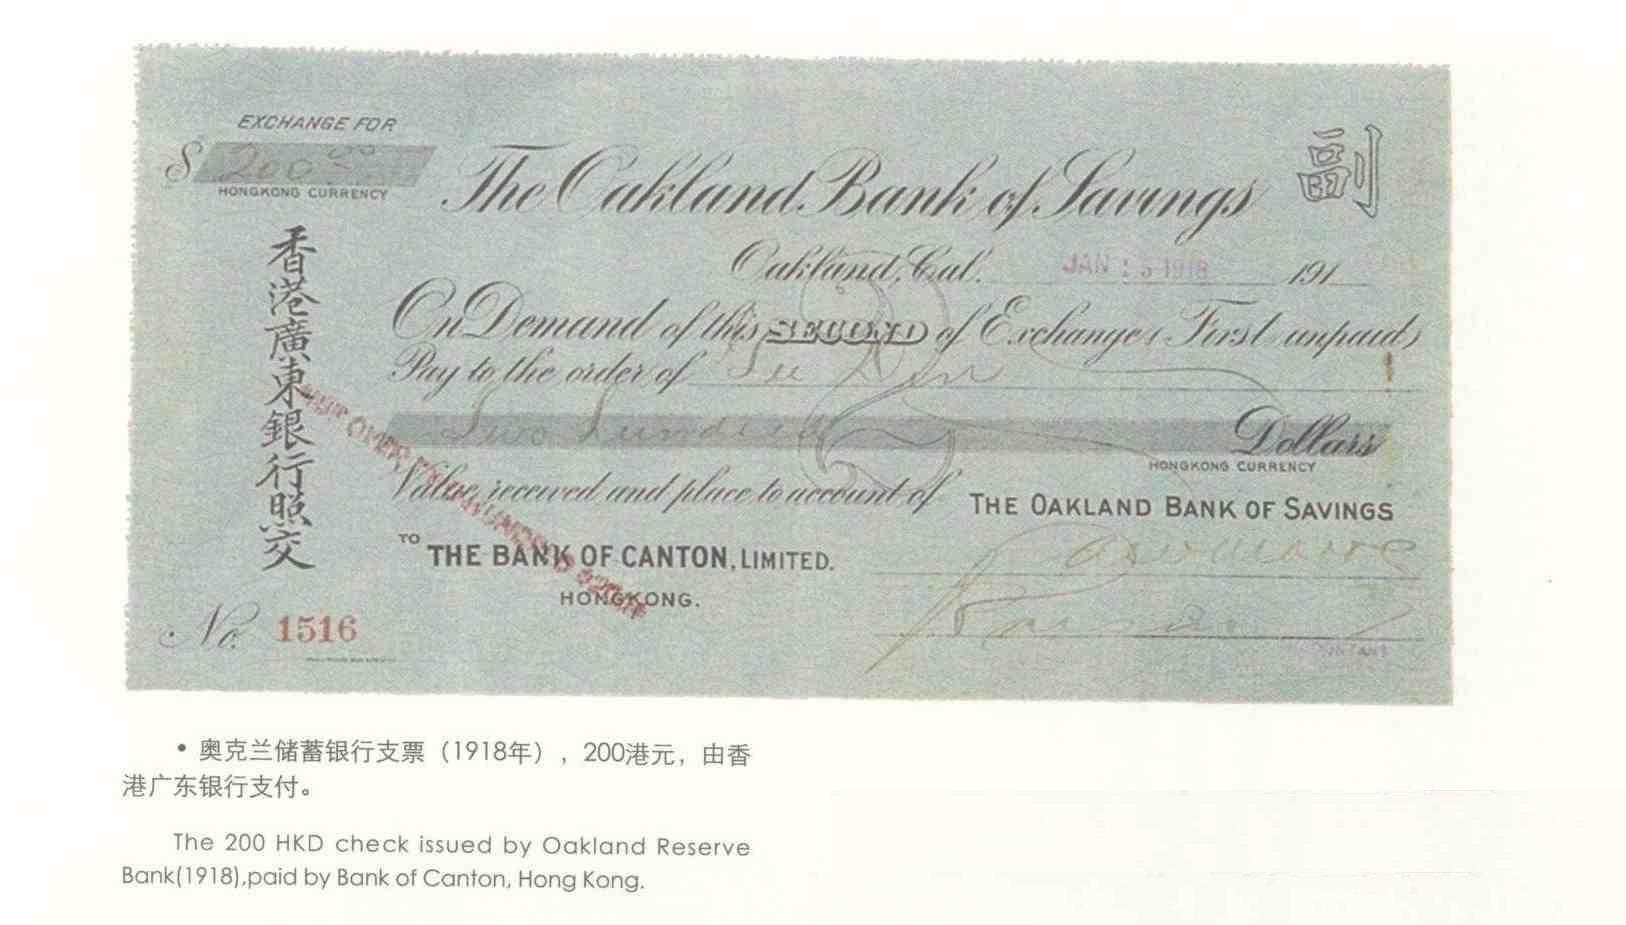 EXCHANGE FOR
$ 200.00
HONGKONG CURRENCY
The Oakland Bank of Savings
副
Oakland, Cal. JAN 1918 191
On Demand of this SECOND of Exchange (First unpaid)
Pay to the order of
Two Hundred Dollars
HONGKONG CURRENCY
Value received and place to account of THE OAKLAND BANK OF SAVINGS
TO THE BANK OF CANTON, LIMITED.
HONGKONG.
香港廣東銀行照交
No. 1516
• 奥克兰储蓄银行支票（1918年），200港元，由香
港广东银行支付。
The 200 HKD check issued by Oakland Reserve
Bank(1918),paid by Bank of Canton, Hong Kong.